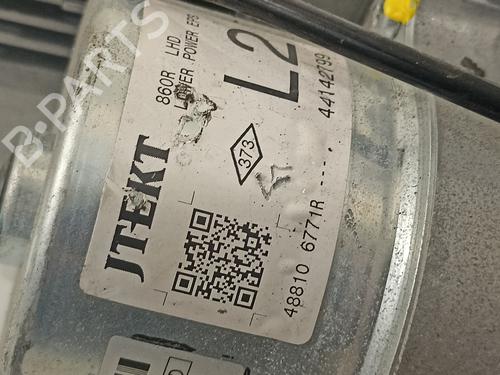 860R LHD
LOWER POWER EPS
L2
44142799
373
JTEKT
48810 6771R ----
B-PARTS